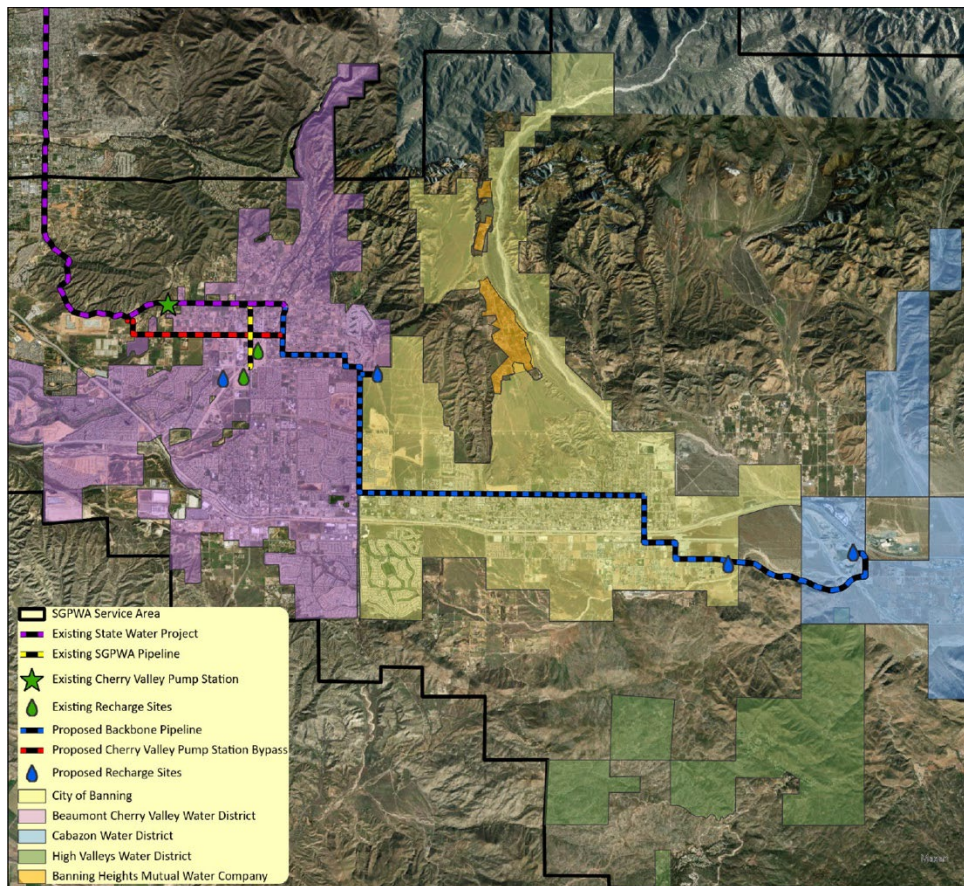 SGPWA Service Area
Existing State Water Project
Existing SGPWA Pipeline
Existing Cherry Valley Pump Station
Existing Recharge Sites
Proposed Backbone Pipeline
Proposed Cherry Valley Pump Station Bypass
Proposed Recharge Sites
City of Banning
Beaumont Cherry Valley Water District
Cabazon Water District
High Valleys Water District
Banning Heights Mutual Water Company
Maxar